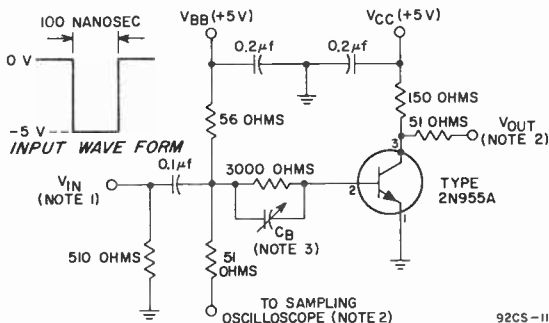 100 NANOSEC
0 V
-5 V
INPUT WAVE FORM
VBB (+5 V)
VCC (+5 V)
0.2µf
0.2µf
56 OHMS
150 OHMS
51 OHMS
VOUT
(NOTE 2)
3
0.1µf
3000 OHMS
VIN
(NOTE 1)
2
TYPE
2N955A
1
CB
(NOTE 3)
510 OHMS
51
OHMS
TO SAMPLING
OSCILLOSCOPE (NOTE 2)
92CS-11